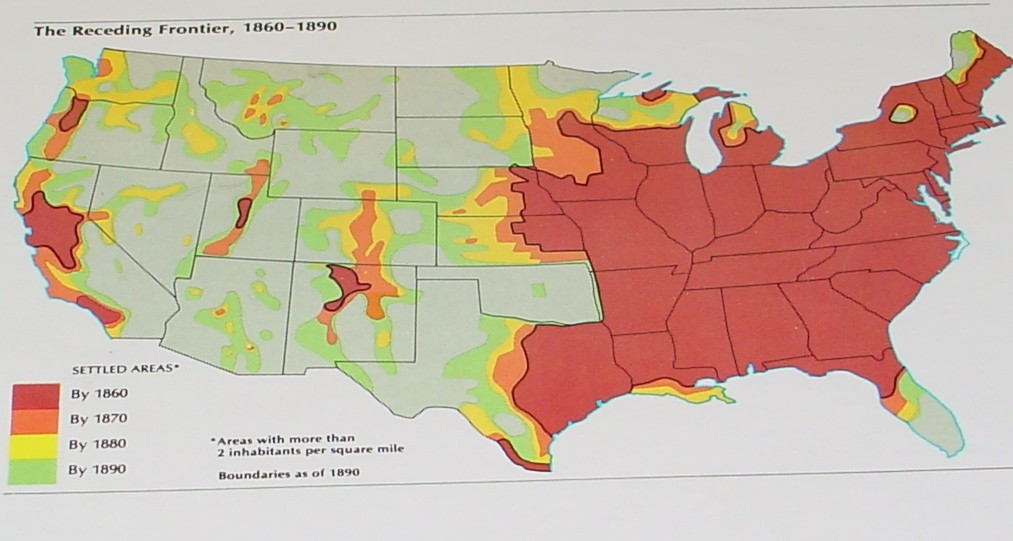 The Receding Frontier, 1860–1890
SETTLED AREAS*
By 1860
By 1870
By 1880
By 1890
*Areas with more than
2 inhabitants per square mile
Boundaries as of 1890